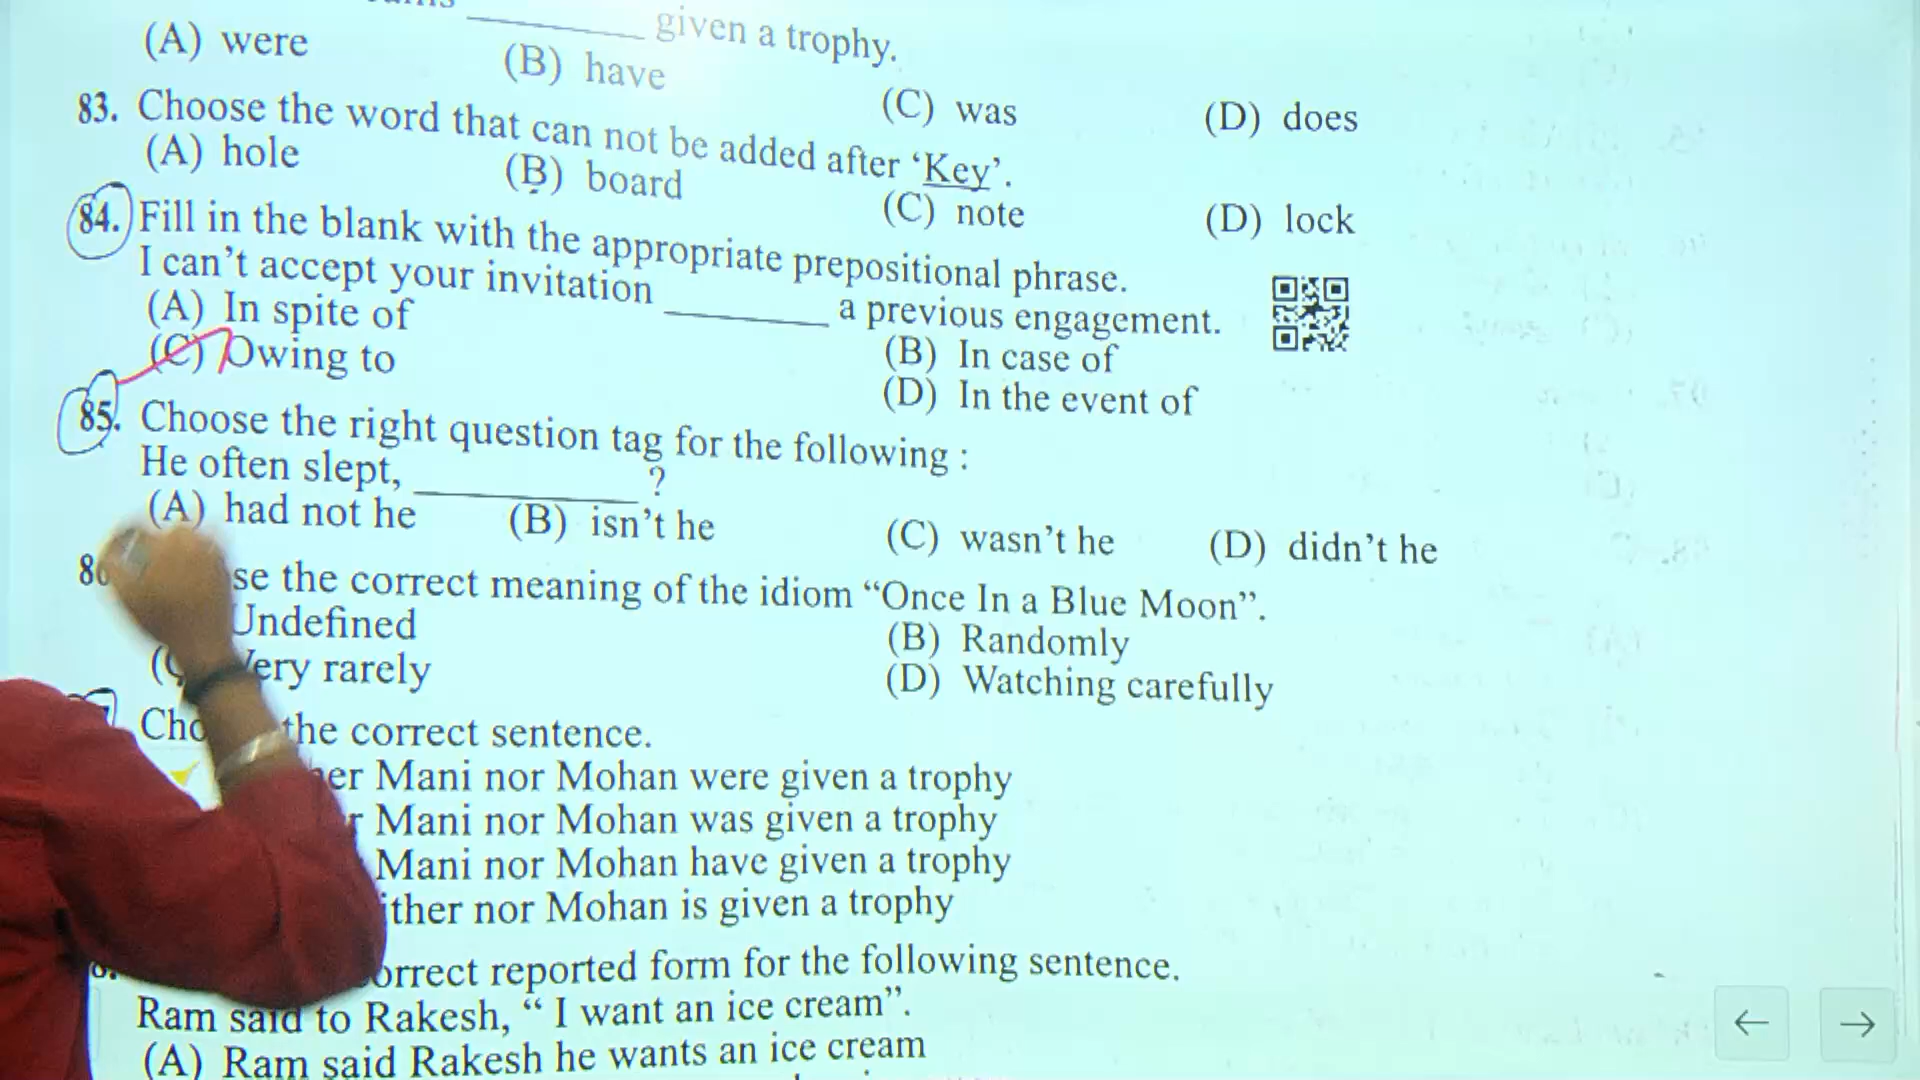 given a trophy.
(A) were (B) have (C) was (D) does
83. Choose the word that can not be added after ‘Key’.
(A) hole (B) board (C) note (D) lock
84. Fill in the blank with the appropriate prepositional phrase.
I can’t accept your invitation ________ a previous engagement.
(A) In spite of (B) In case of
(C) Owing to (D) In the event of
85. Choose the right question tag for the following :
He often slept, ________ ?
(A) had not he (B) isn’t he (C) wasn’t he (D) didn’t he
the correct meaning of the idiom “Once In a Blue Moon”.
Undefined (B) Randomly
Very rarely (D) Watching carefully
the correct sentence.
Mani nor Mohan were given a trophy
Mani nor Mohan was given a trophy
Mani nor Mohan have given a trophy
nor Mohan is given a trophy
reported form for the following sentence.
Ram said to Rakesh, “ I want an ice cream”.
(A) Ram said Rakesh he wants an ice cream